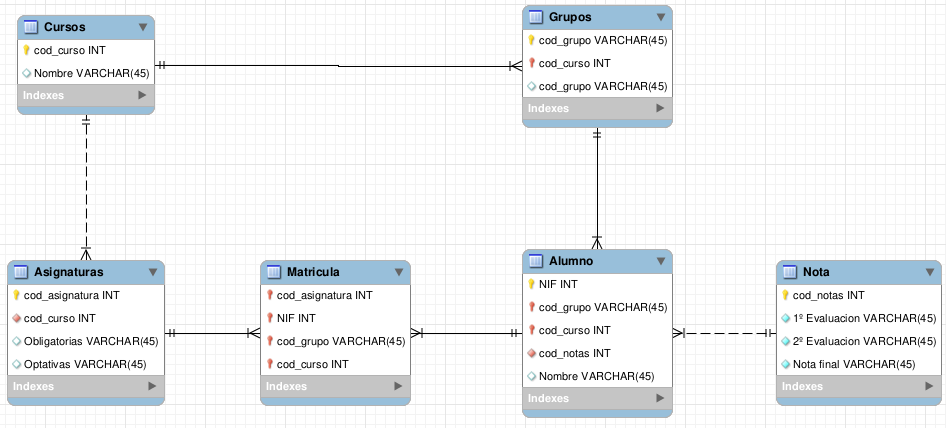 Cursos
cod_curso INT
Nombre VARCHAR(45)
Indexes
Grupos
cod_grupo VARCHAR(45)
cod_curso INT
cod_grupo VARCHAR(45)
Indexes
Asignaturas
cod_asignatura INT
cod_curso INT
Obligatorias VARCHAR(45)
Optativas VARCHAR(45)
Indexes
Matricula
cod_asignatura INT
NIF INT
cod_grupo VARCHAR(45)
cod_curso INT
Indexes
Alumno
NIF INT
cod_grupo VARCHAR(45)
cod_curso INT
cod_notas INT
Nombre VARCHAR(45)
Indexes
Nota
cod_notas INT
1º Evaluacion VARCHAR(45)
2º Evaluacion VARCHAR(45)
Nota final VARCHAR(45)
Indexes